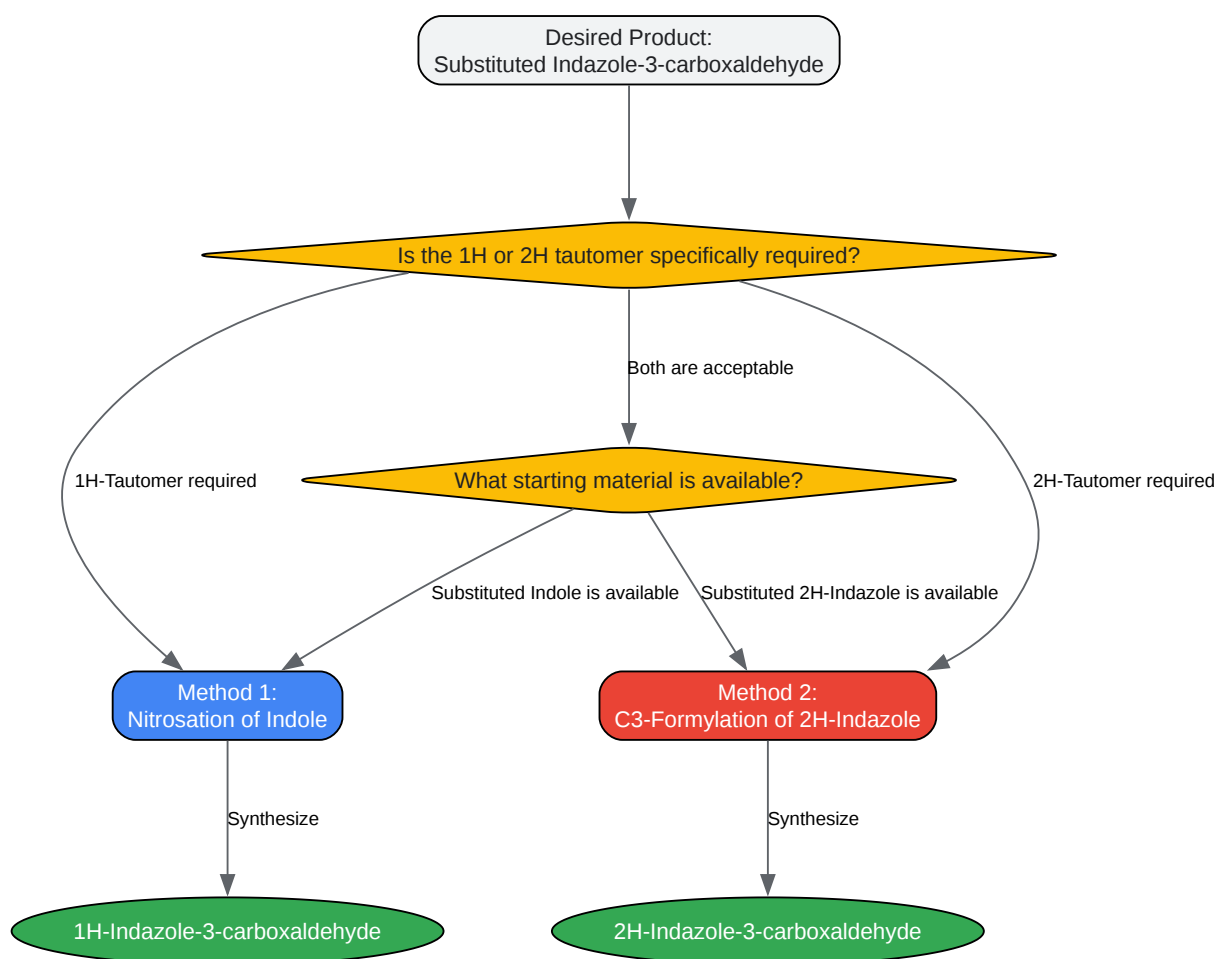 Desired Product:
Substituted Indazole-3-carboxaldehyde
Is the 1H or 2H tautomer specifically required?
Both are acceptable
1H-Tautomer required
What starting material is available?
2H-Tautomer required
Substituted Indole is available
Substituted 2H-Indazole is available
Method 1:
Nitrosation of Indole
Method 2:
C3-Formylation of 2H-Indazole
Synthesize
Synthesize
1H-Indazole-3-carboxaldehyde
2H-Indazole-3-carboxaldehyde